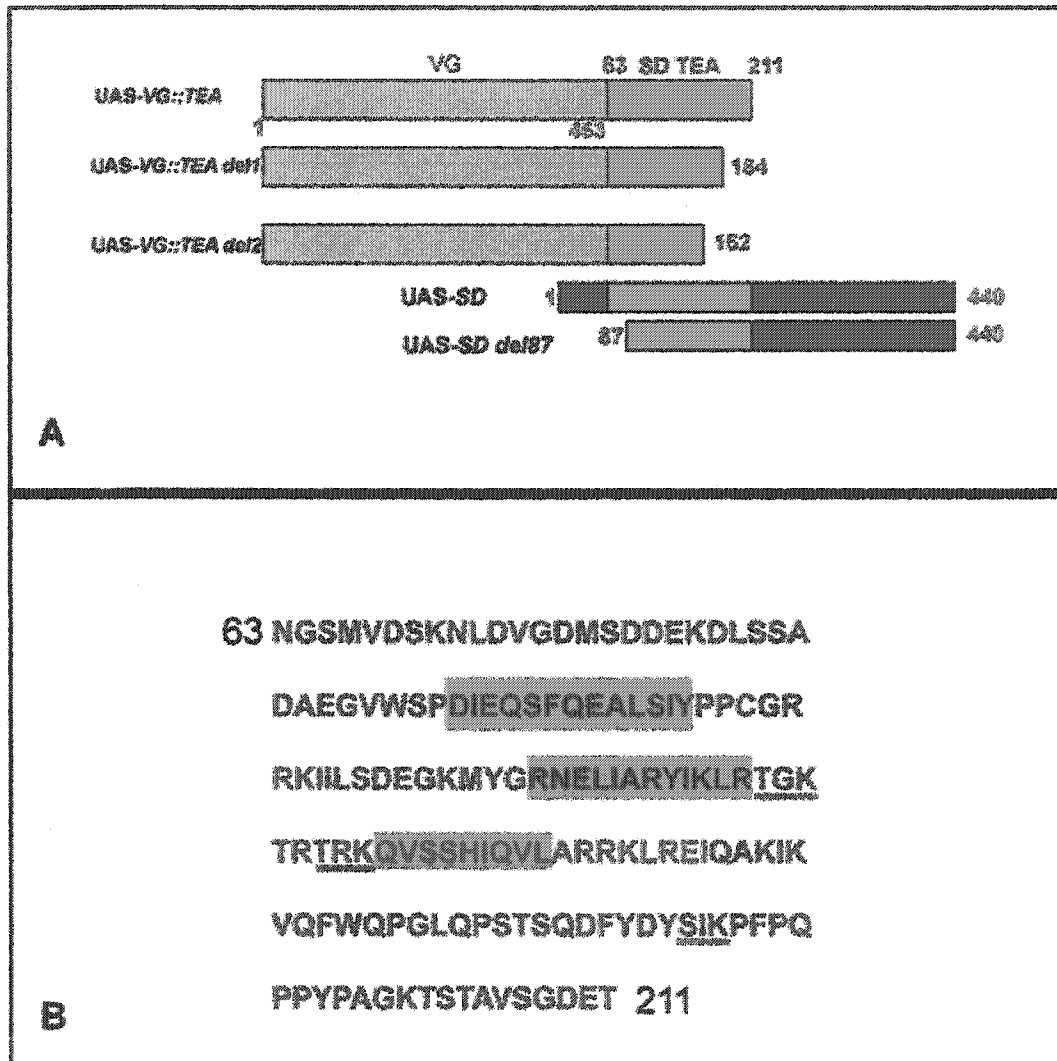 VG 63 SD TEA 211
UAS-VG::TEA
1 453
UAS-VG::TEA del1 184
UAS-VG::TEA del2 162
UAS-SD 1 440
UAS-SD del87 87 440
A
63 NGSMVDSKNLDVGDMSDDEKDLSSA
DAEGVWSPDIEQSFQEALSIYPPCGR
RKIILSDEGKMYGRNELIARYIKLRTGK
TRTRKQVSSHIQVLARRKLREIQAKIK
VQFWQPGLQPSTSQDFYDYSIKPFPQ
PPYPAGKTSTAVSGDET 211
B